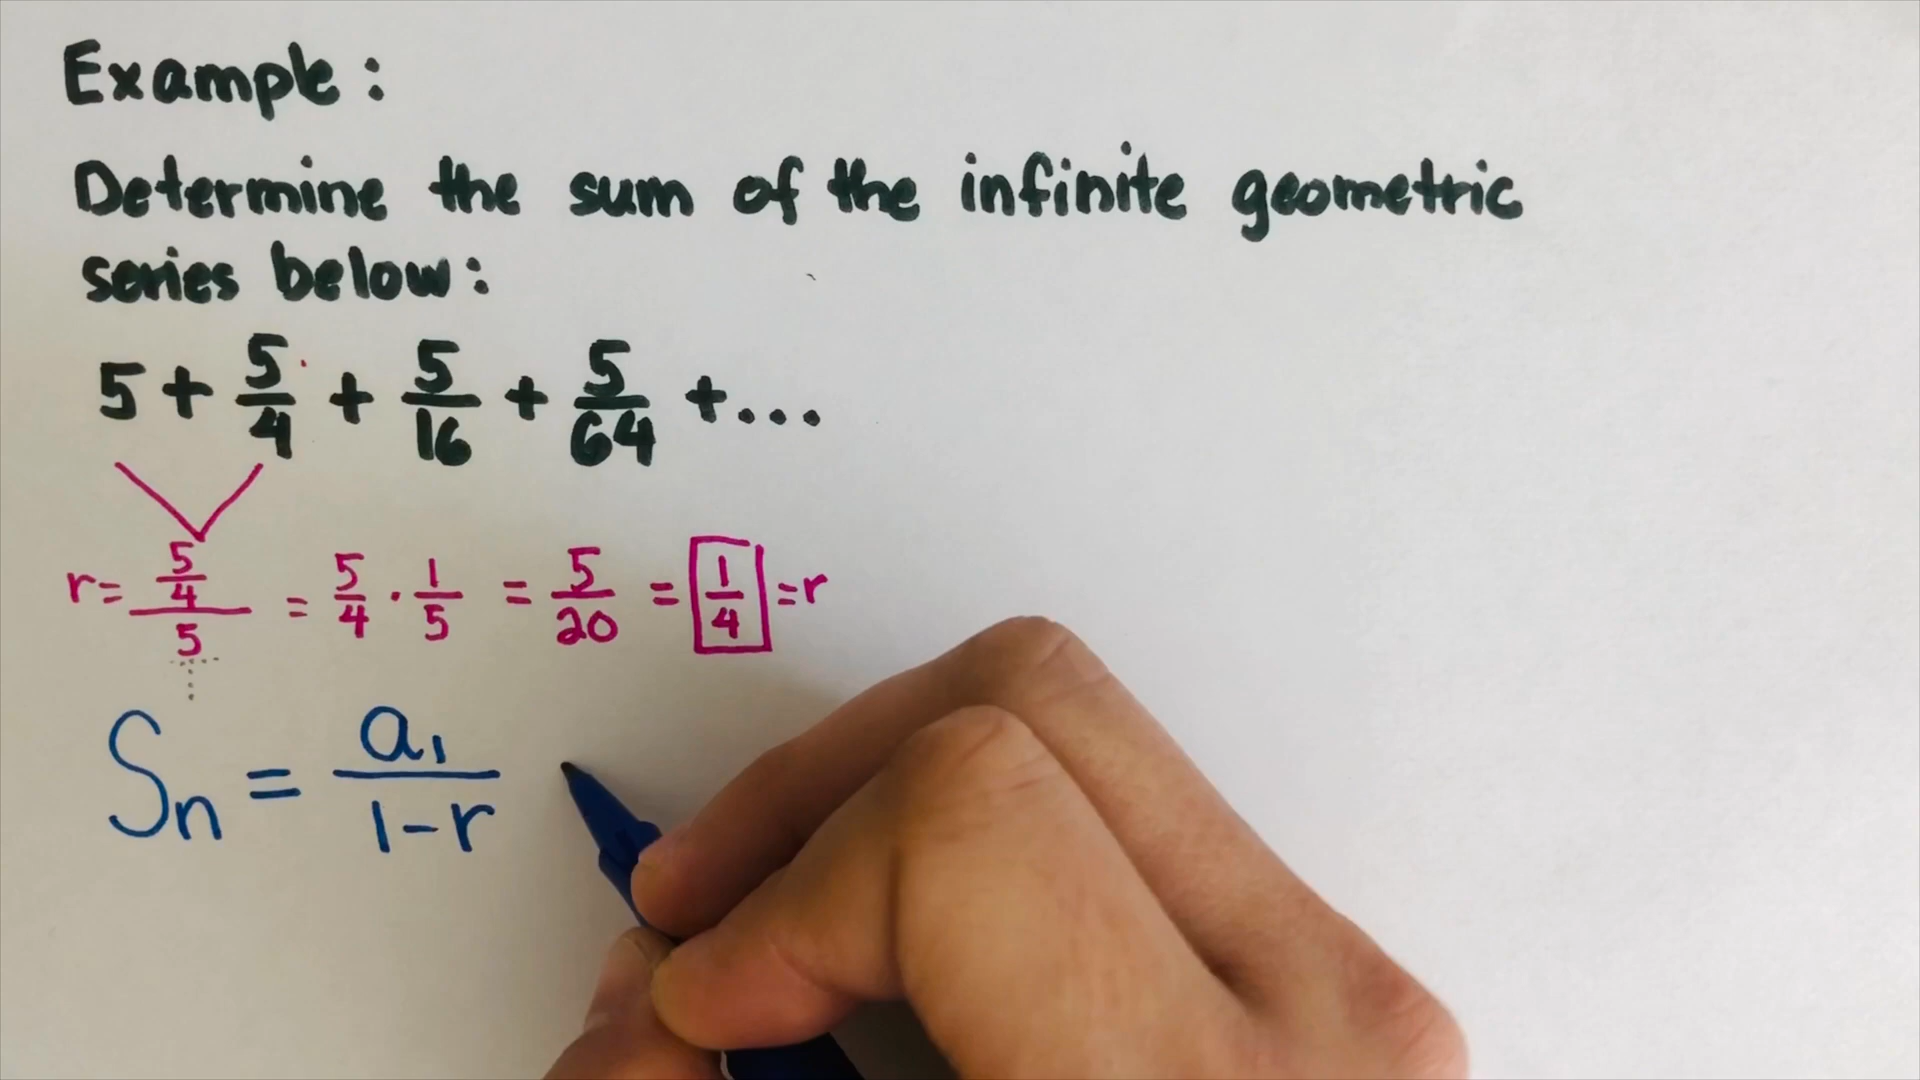 Example:
Determine the sum of the infinite geometric
series below:
5 + 5/4 + 5/16 + 5/64 + ...
r = (5/4)/5 = 5/4 · 1/5 = 5/20 = 1/4 = r
Sn = a1/(1-r)